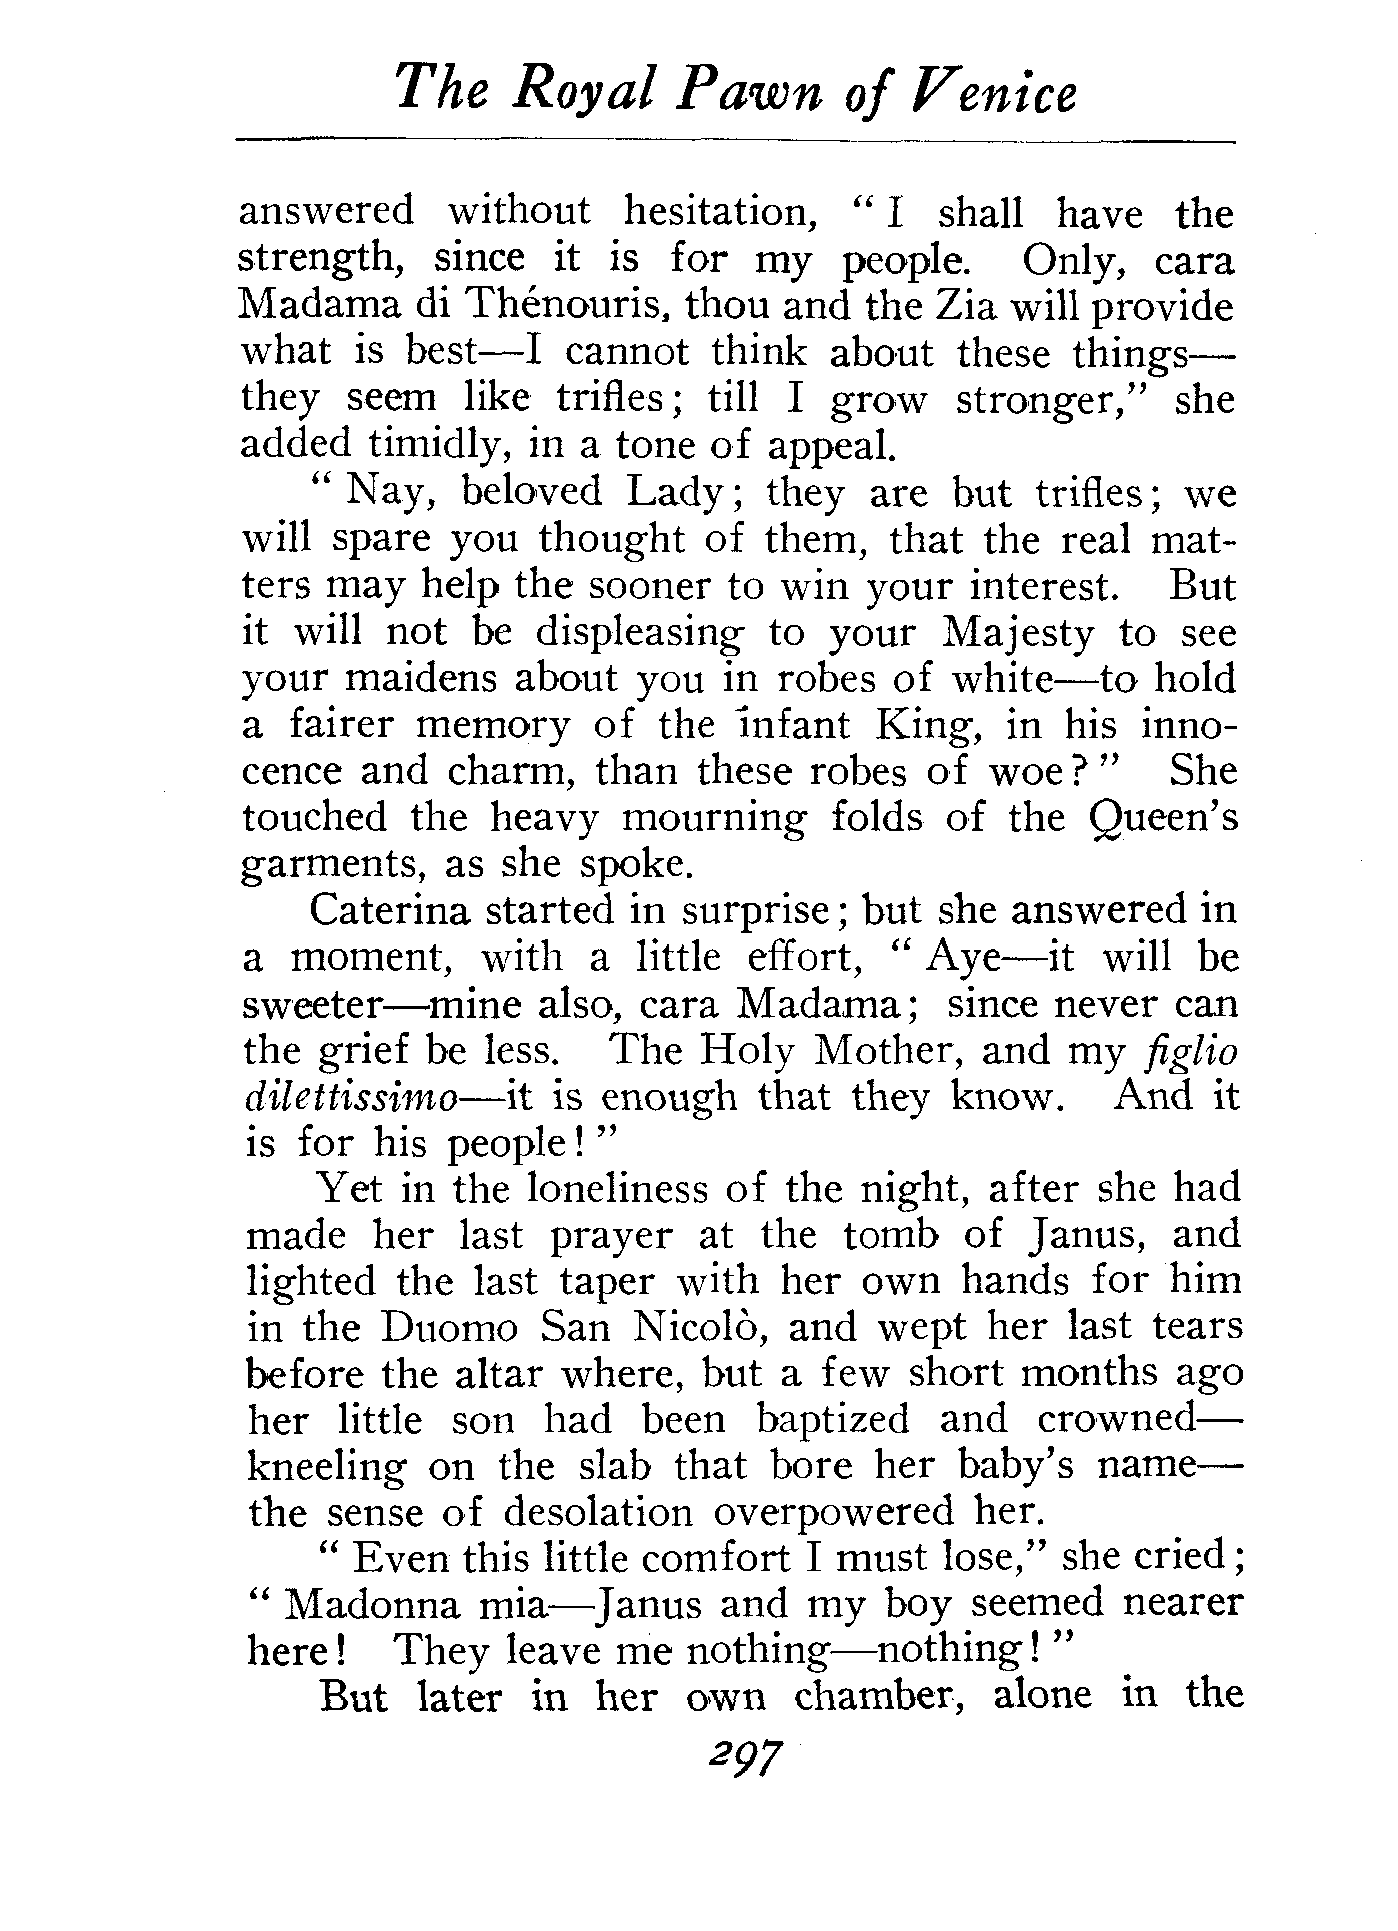 The Royal Pawn of Venice
answered without hesitation, " I shall have the
strength, since it is for my people. Only, cara
Madama di Thénouris, thou and the Zia will provide
what is best—I cannot think about these things—
they seem like trifles; till I grow stronger," she
added timidly, in a tone of appeal.
" Nay, beloved Lady; they are but trifles; we
will spare you thought of them, that the real mat-
ters may help the sooner to win your interest. But
it will not be displeasing to your Majesty to see
your maidens about you in robes of white—to hold
a fairer memory of the infant King, in his inno-
cence and charm, than these robes of woe? " She
touched the heavy mourning folds of the Queen's
garments, as she spoke.
Caterina started in surprise; but she answered in
a moment, with a little effort, " Aye—it will be
sweeter—mine also, cara Madama; since never can
the grief be less. The Holy Mother, and my figlio
dilettissimo—it is enough that they know. And it
is for his people! "
Yet in the loneliness of the night, after she had
made her last prayer at the tomb of Janus, and
lighted the last taper with her own hands for him
in the Duomo San Nicolò, and wept her last tears
before the altar where, but a few short months ago
her little son had been baptized and crowned—
kneeling on the slab that bore her baby's name—
the sense of desolation overpowered her.
" Even this little comfort I must lose," she cried;
" Madonna mia—Janus and my boy seemed nearer
here! They leave me nothing—nothing! "
But later in her own chamber, alone in the
297